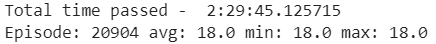 Total time passed -  2:29:45.125715
Episode: 20904 avg: 18.0 min: 18.0 max: 18.0